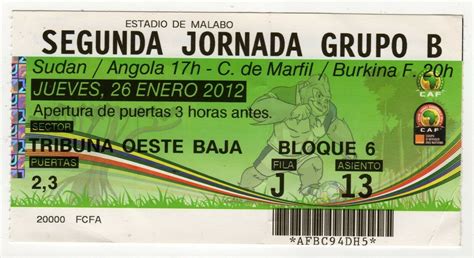 ESTADIO DE MALABO
SEGUNDA JORNADA GRUPO B
Sudan / Angola 17h - C. de Marfil / Burkina F. 20h
JUEVES, 26 ENERO 2012
Apertura de puertas 3 horas antes.
CAF
SECTOR
TRIBUNA OESTE BAJA
BLOQUE 6
PUERTAS
FILA
ASIENTO
2,3
J
13
20000 FCFA
*AFBC94DH5*